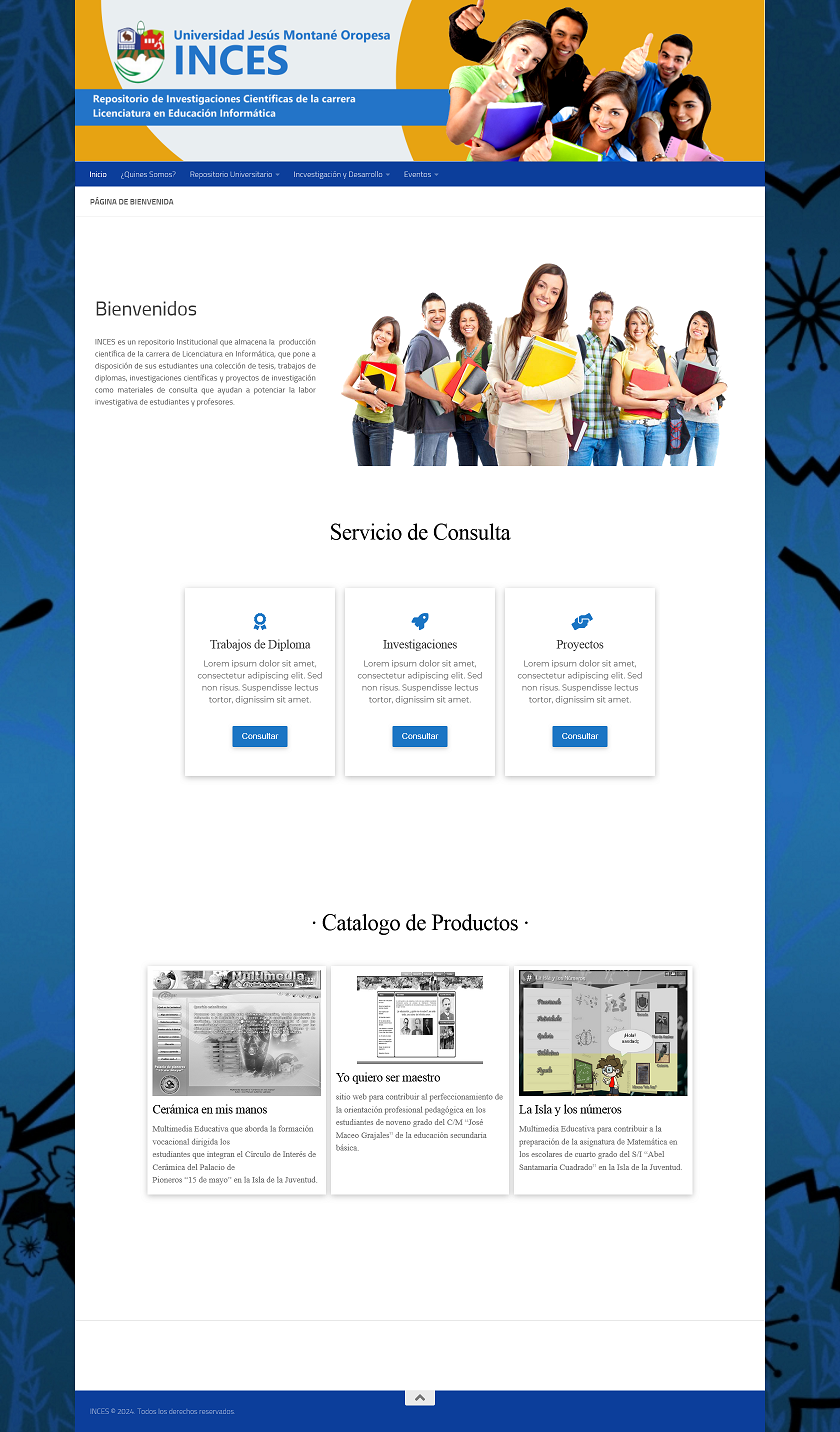 Universidad Jesús Montané Oropesa
INCES
Repositorio de Investigaciones Científicas de la carrera
Licenciatura en Educación Informática
Inicio ¿Quines Somos? Repositorio Universitario Incvestigación y Desarrollo Eventos
PÁGINA DE BIENVENIDA
Bienvenidos
INCES es un repositorio Institucional que almacena la producción
científica de la carrera de Licenciatura en Informática, que pone a
disposición de sus estudiantes una colección de tesis, trabajos de
diplomas, investigaciones científicas y proyectos de investigación
como materiales de consulta que ayudan a potenciar la labor
investigativa de estudiantes y profesores.
Servicio de Consulta
Trabajos de Diploma
Lorem ipsum dolor sit amet,
consectetur adipiscing elit. Sed
non risus. Suspendisse lectus
tortor, dignissim sit amet.
Consultar
Investigaciones
Lorem ipsum dolor sit amet,
consectetur adipiscing elit. Sed
non risus. Suspendisse lectus
tortor, dignissim sit amet.
Consultar
Proyectos
Lorem ipsum dolor sit amet,
consectetur adipiscing elit. Sed
non risus. Suspendisse lectus
tortor, dignissim sit amet.
Consultar
· Catalogo de Productos ·
Multimedia
Cerámica en mis manos
Multimedia Educativa que aborda la formación
vocacional dirigida los
estudiantes que integran el Círculo de Interés de
Cerámica del Palacio de
Pioneros “15 de mayo” en la Isla de la Juventud.
Yo quiero ser maestro
sitio web para contribuir al perfeccionamiento de
la orientación profesional pedagógica en los
estudiantes de noveno grado del C/M “José
Maceo Grajales” de la educación secundaria
básica.
La Isla y los Números
¡Hola!
La Isla y los números
Multimedia Educativa para contribuir a la
preparación de la asignatura de Matemática en
los escolares de cuarto grado del S/I “Abel
Santamaría Cuadrado” en la Isla de la Juventud.
INCES © 2024. Todos los derechos reservados.